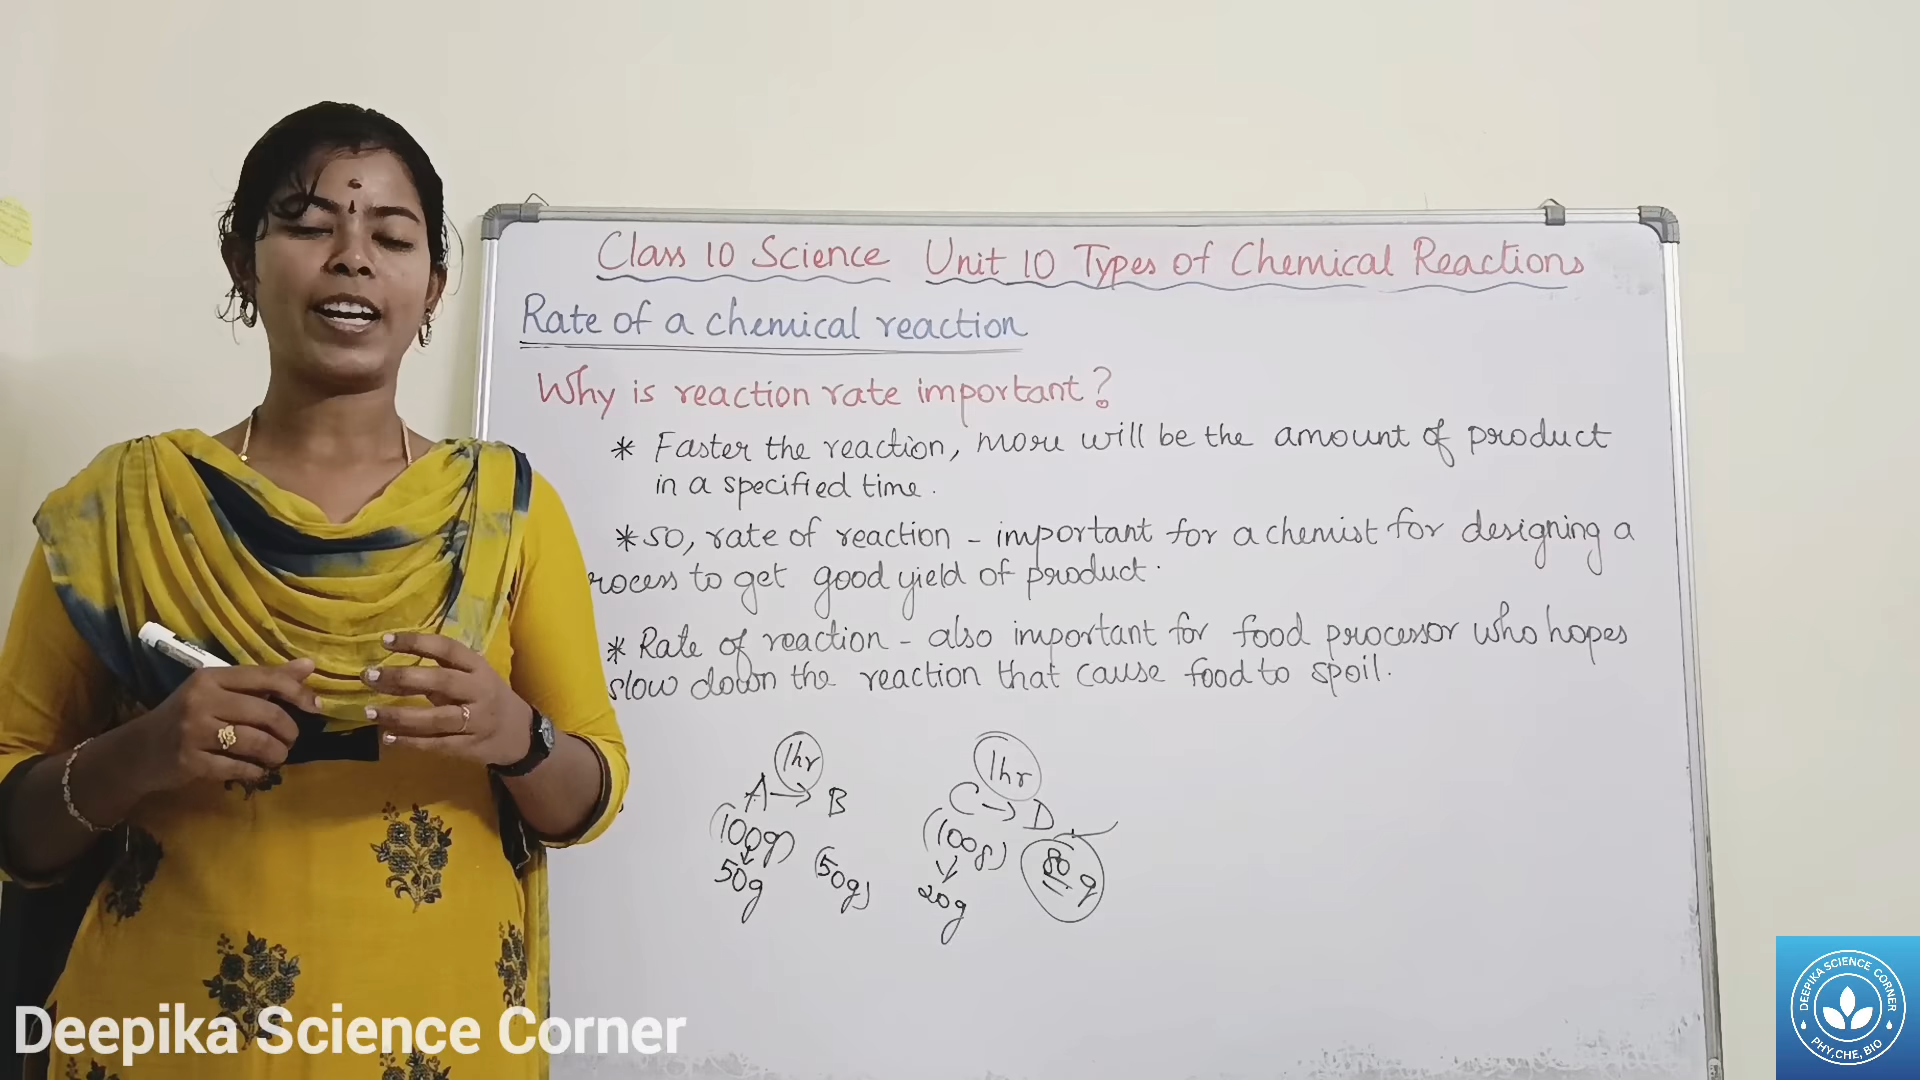 Class 10 Science Unit 10 Types of Chemical Reactions
Rate of a chemical reaction
Why is reaction rate important?
* Faster the reaction, more will be the amount of product
in a specified time.
* So, rate of reaction - important for a chemist for designing a
rocess to get good yield of product.
* Rate of reaction - also important for food processor who hopes
slow down the reaction that cause food to spoil.
1hr 1hr
A → B C → D
(100g) (100g)
50g (50g) 20g 80g
Deepika Science Corner
DEEPIKA SCIENCE CORNER
PHY,CHE,BIO